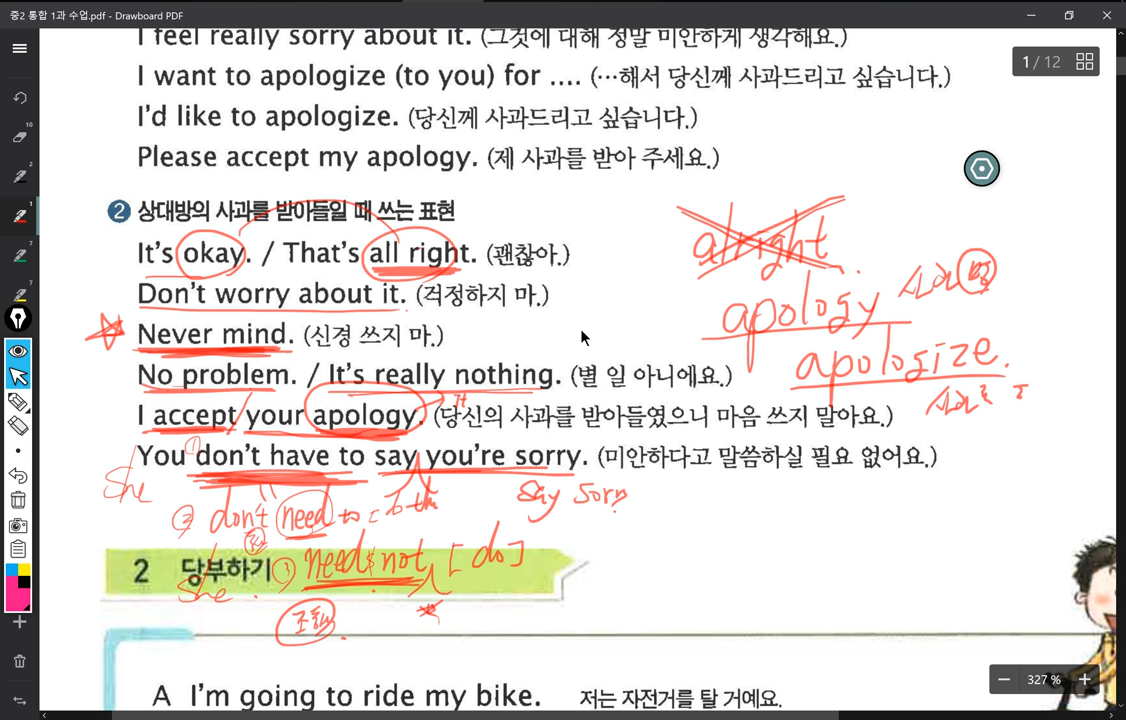 중2 통합 1과 수업.pdf - Drawboard PDF
I feel really sorry about it. (그것에 대해 정말 미안하게 생각해요.)
1 / 12
I want to apologize (to you) for .... (…해서 당신께 사과드리고 싶습니다.)
I'd like to apologize. (당신께 사과드리고 싶습니다.)
Please accept my apology. (제 사과를 받아 주세요.)
2 상대방의 사과를 받아들일 때 쓰는 표현
alright
It's okay. / That's all right. (괜찮아.)
Don't worry about it. (걱정하지 마.)
apology
Never mind. (신경 쓰지 마.)
apologize.
No problem. / It's really nothing. (별 일 아니에요.)
I accept your apology. (당신의 사과를 받아들였으니 마음 쓰지 말아요.)
You don't have to say you're sorry. (미안하다고 말씀하실 필요 없어요.)
She
① 
say sorry
② don't need to
2 당부하기
She
③ need not [do]
A I'm going to ride my bike. 저는 자전거를 탈 거예요.
327 %
10
2
1
7
7